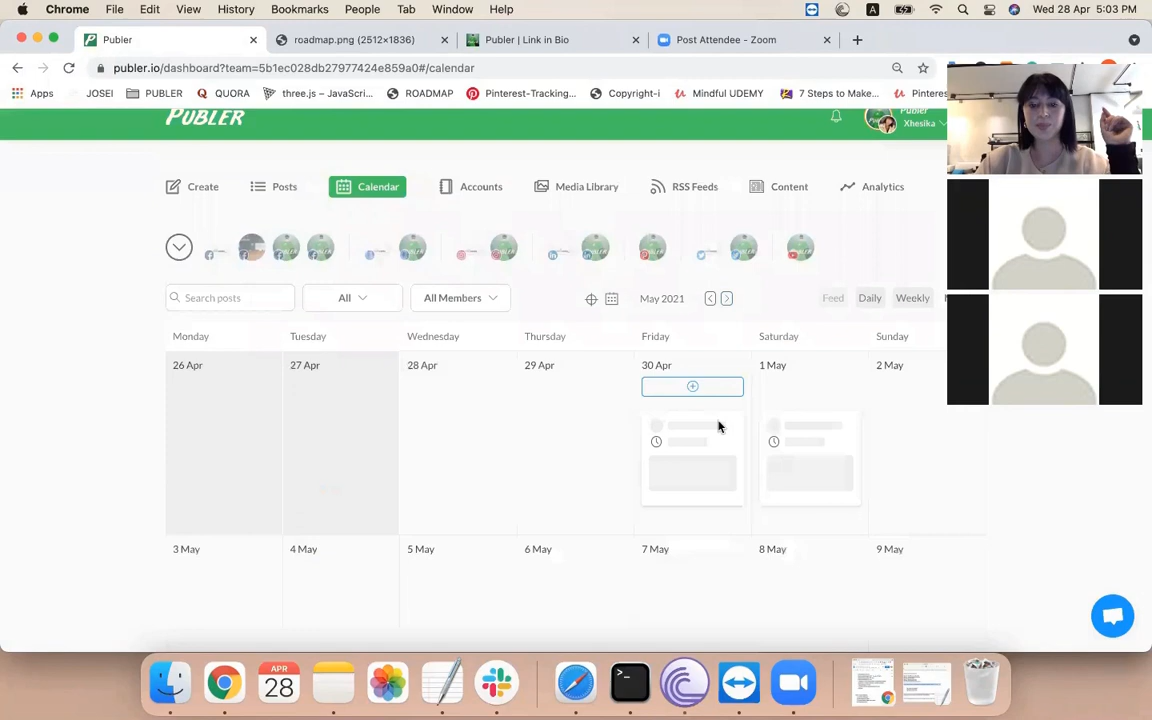 Chrome File Edit View History Bookmarks People Tab Window Help A Wed 28 Apr 5:03 PM
Publer roadmap.png (2512×1836) Publer | Link in Bio Post Attendee - Zoom
publer.io/dashboard?team=5b1ec028db27977424e859a0#/calendar
Apps JOSEI PUBLER QUORA three.js – JavaScri... ROADMAP Pinterest-Tracking... Copyright-i Mindful UDEMY 7 Steps to Make... Pinteres
PUBLER Publer
Xhesika
Create Posts Calendar Accounts Media Library RSS Feeds Content Analytics
Search posts All All Members May 2021 Feed Daily Weekly
Monday Tuesday Wednesday Thursday Friday Saturday Sunday
26 Apr 27 Apr 28 Apr 29 Apr 30 Apr 1 May 2 May
3 May 4 May 5 May 6 May 7 May 8 May 9 May
APR
28